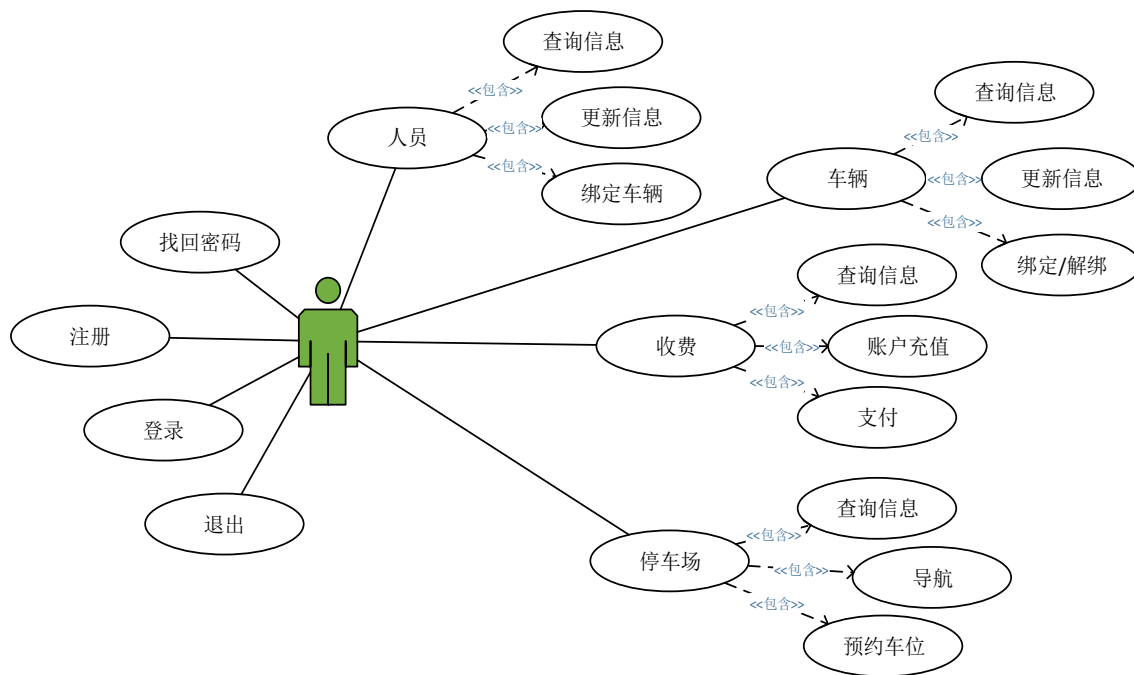 查询信息
<<包含>>
人员
<<包含>>
更新信息
<<包含>>
绑定车辆
查询信息
<<包含>>
车辆
<<包含>>
更新信息
<<包含>>
绑定/解绑
找回密码
注册
登录
退出
查询信息
<<包含>>
收费
<<包含>>
账户充值
<<包含>>
支付
查询信息
<<包含>>
停车场
<<包含>>
导航
<<包含>>
预约车位